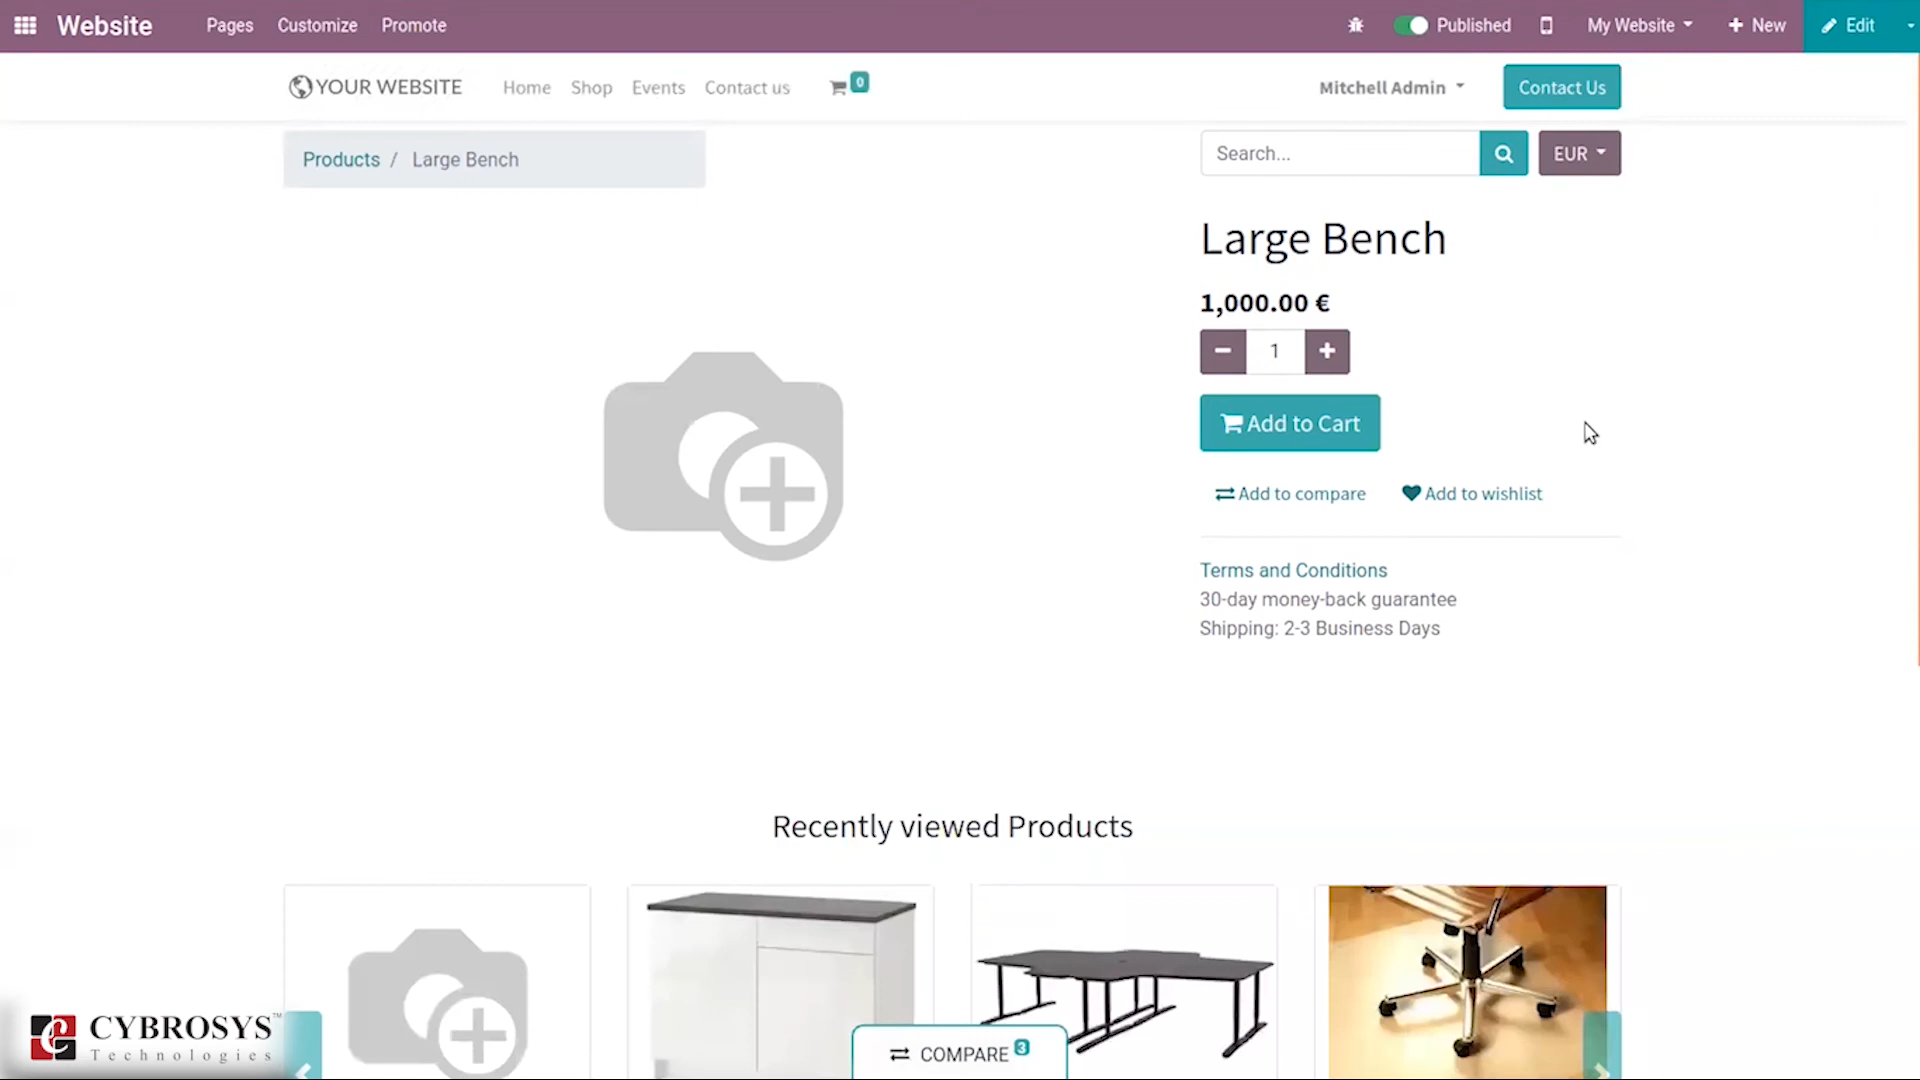 Website Pages Customize Promote Published My Website New Edit
YOUR WEBSITE Home Shop Events Contact us 0 Mitchell Admin Contact Us
Products / Large Bench Search... EUR
Large Bench
1,000.00 €
1
Add to Cart
Add to compare Add to wishlist
Terms and Conditions
30-day money-back guarantee
Shipping: 2-3 Business Days
Recently viewed Products
CYBROSYS™
Technologies
COMPARE 3